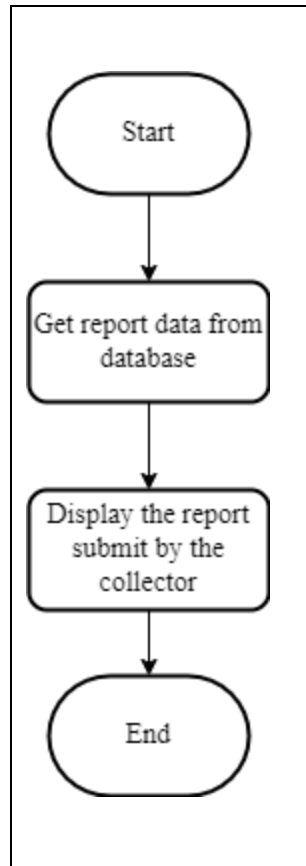 Start
Get report data from
database
Display the report
submit by the
collector
End